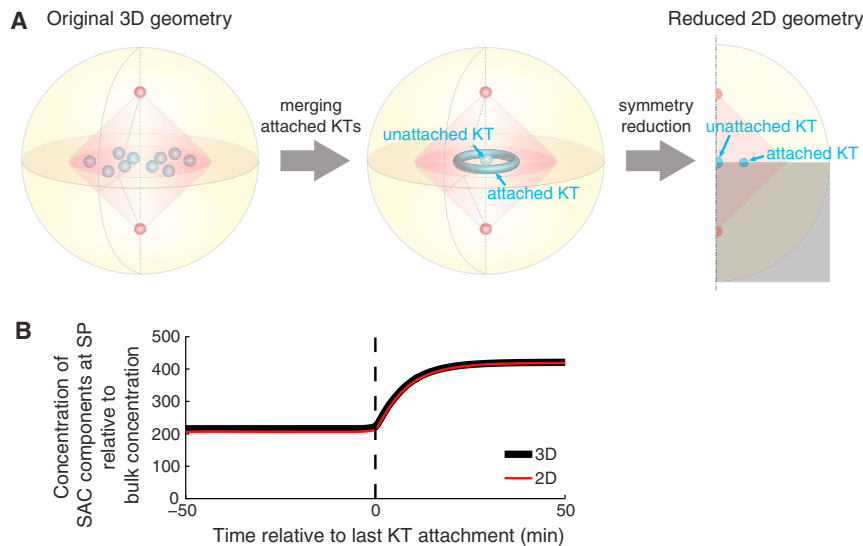 A
Original 3D geometry
Reduced 2D geometry
merging
attached KTs
symmetry
reduction
unattached KT
attached KT
unattached KT
attached KT
B
Concentration of
SAC components at SP
relative to
bulk concentration
500
400
300
200
100
0
−50
0
50
3D
2D
Time relative to last KT attachment (min)